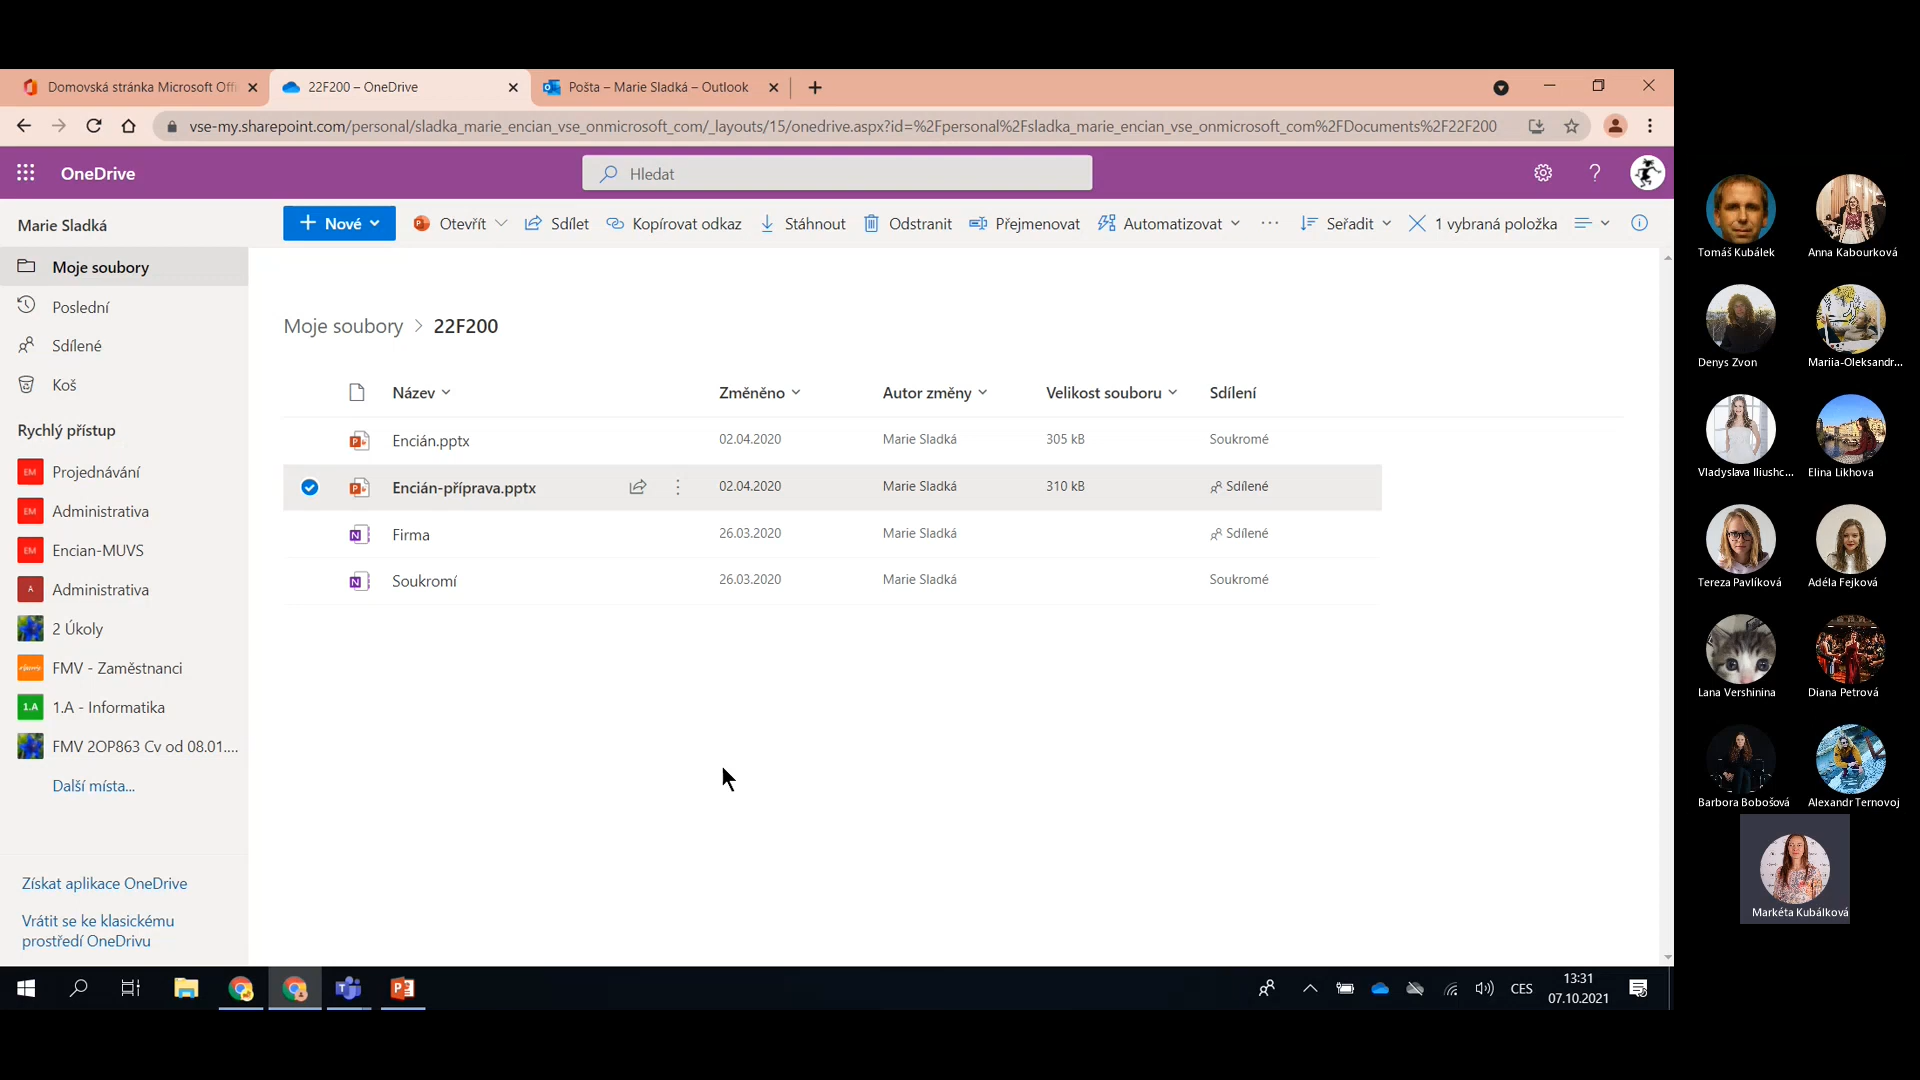 Domovská stránka Microsoft Offi
22F200 – OneDrive
Pošta – Marie Sladká – Outlook
vse-my.sharepoint.com/personal/sladka_marie_encian_vse_onmicrosoft_com/_layouts/15/onedrive.aspx?id=%2Fpersonal%2Fsladka_marie_encian_vse_onmicrosoft_com%2FDocuments%2F22F200
OneDrive
Hledat
Marie Sladká
Nové
Otevřít
Sdílet
Kopírovat odkaz
Stáhnout
Odstranit
Přejmenovat
Automatizovat
Seřadit
1 vybraná položka
Moje soubory
Poslední
Sdílené
Koš
Rychlý přístup
EM Projednávání
EM Administrativa
EM Encian-MUVS
A Administrativa
2 Úkoly
FMV - Zaměstnanci
1.A 1.A - Informatika
FMV 2OP863 Cv od 08.01....
Další místa...
Získat aplikace OneDrive
Vrátit se ke klasickému
prostředí OneDrivu
Moje soubory > 22F200
Název Změněno Autor změny Velikost souboru Sdílení
Encián.pptx 02.04.2020 Marie Sladká 305 kB Soukromé
Encián-příprava.pptx 02.04.2020 Marie Sladká 310 kB Sdílené
Firma 26.03.2020 Marie Sladká Sdílené
Soukromí 26.03.2020 Marie Sladká Soukromé
CES
13:31
07.10.2021
Tomáš Kubálek
Anna Kabourková
Denys Zvon
Mariia-Oleksandr...
Vladyslava Iliushc...
Elina Likhova
Tereza Pavlíková
Adéla Fejková
Lana Vershinina
Diana Petrová
Barbora Bobošová
Alexandr Ternovoj
Markéta Kubálková